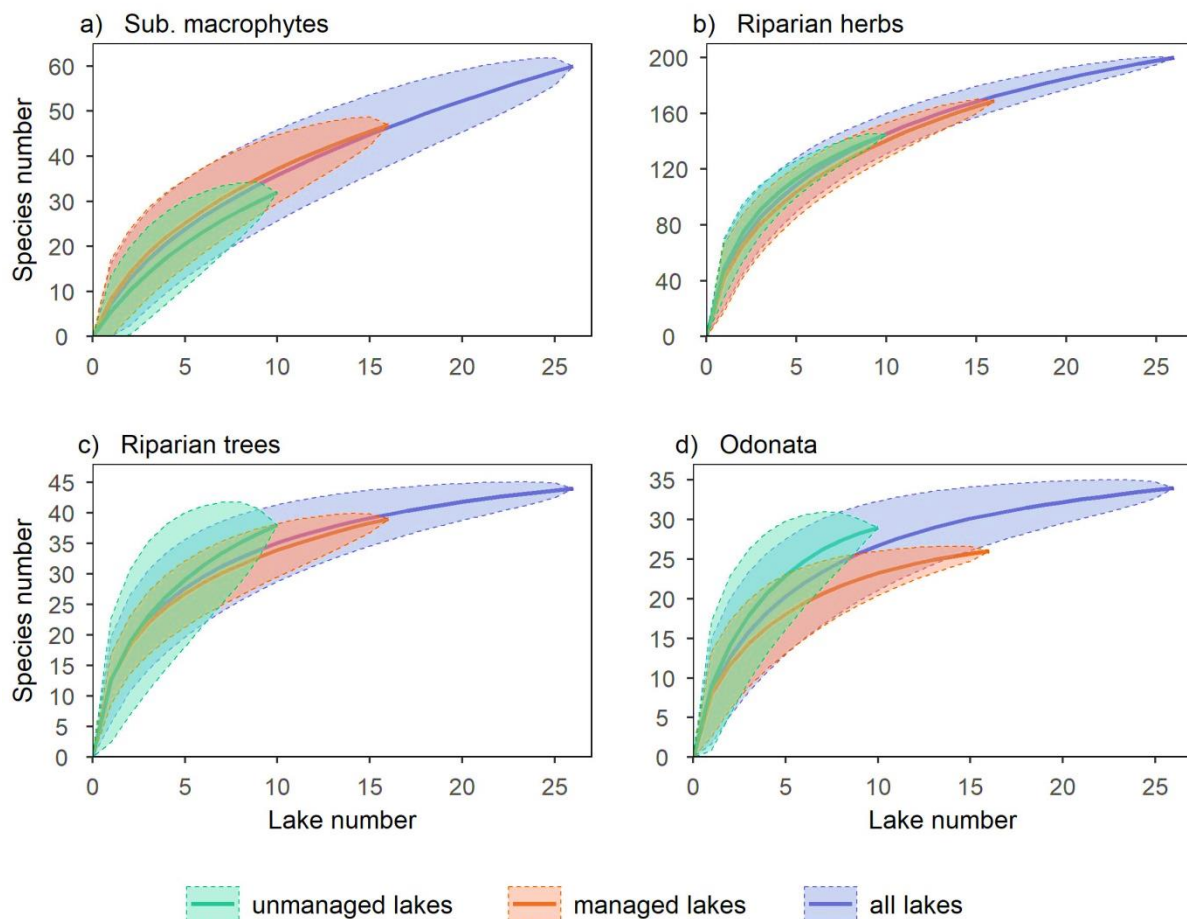 a) Sub. macrophytes
Species number
60
50
40
30
20
10
0
0 5 10 15 20 25
b) Riparian herbs
200
160
120
80
40
0
0 5 10 15 20 25
c) Riparian trees
Species number
45
40
35
30
25
20
15
10
5
0
0 5 10 15 20 25
Lake number
d) Odonata
35
30
25
20
15
10
5
0
0 5 10 15 20 25
Lake number
unmanaged lakes managed lakes all lakes